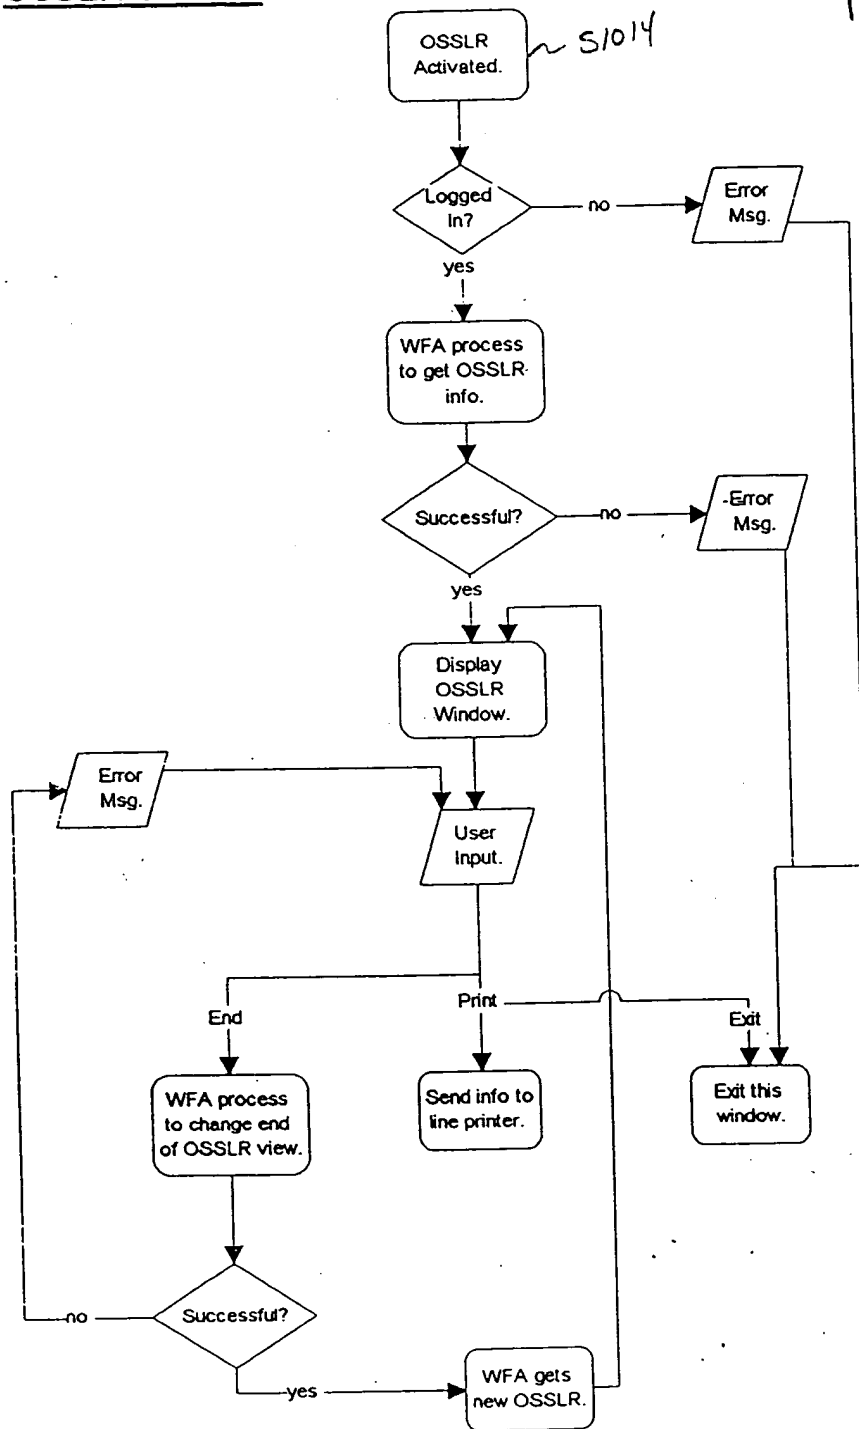 OSSLR
Activated.
S1014
Logged
In?
no
Error
Msg.
yes
WFA process
to get OSSLR
info.
Successful?
no
Error
Msg.
yes
Display
OSSLR
Window.
Error
Msg.
User
Input.
End
Print
Exit
WFA process
to change end
of OSSLR view.
Send info to
line printer.
Exit this
window.
Successful?
no
yes
WFA gets
new OSSLR.